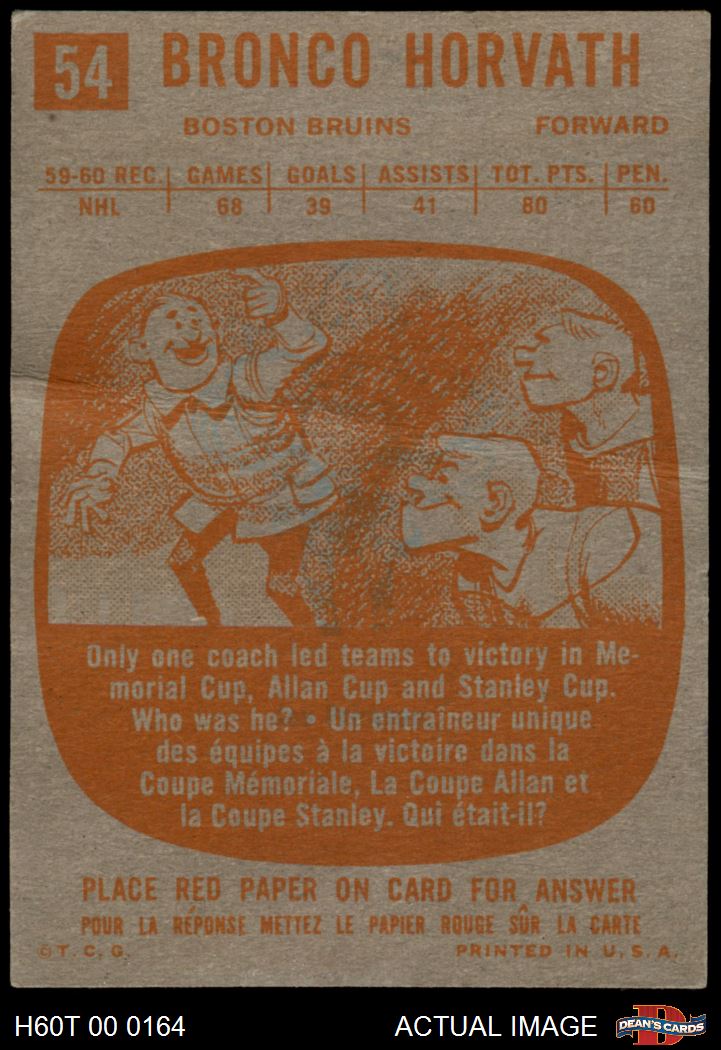 54 BRONCO HORVATH
BOSTON BRUINS FORWARD
59-60 REC. GAMES GOALS ASSISTS TOT. PTS. PEN.
NHL 68 39 41 80 60
Only one coach led teams to victory in Me-
morial Cup, Allan Cup and Stanley Cup.
Who was he? • Un entraîneur unique
des équipes à la victoire dans la
Coupe Mémoriale, La Coupe Allan et
la Coupe Stanley. Qui était-il?
PLACE RED PAPER ON CARD FOR ANSWER
POUR LA RÉPONSE METTEZ LE PAPIER ROUGE SÛR LA CARTE
© T. C. G. PRINTED IN U. S. A.
H60T 00 0164 ACTUAL IMAGE D DEAN'S CARDS